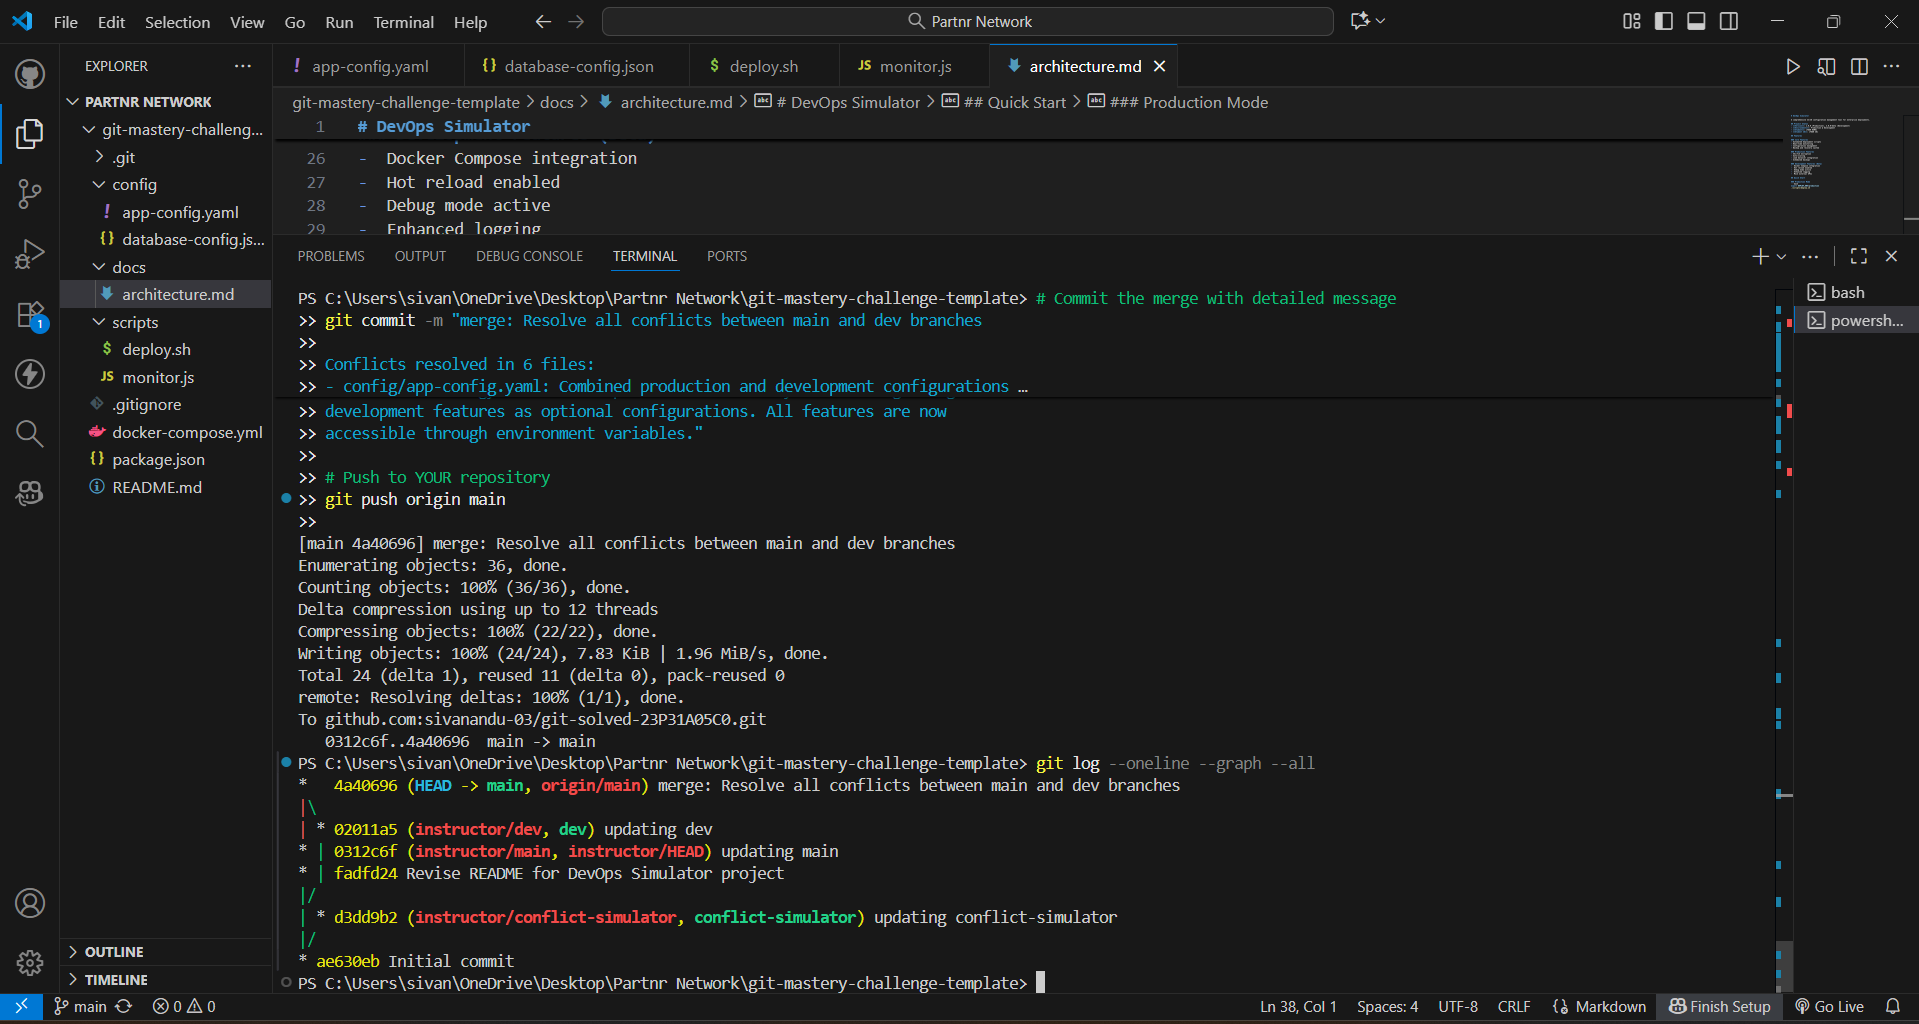 File Edit Selection View Go Run Terminal Help
Partnr Network
EXPLORER
PARTNR NETWORK
git-mastery-challeng...
.git
config
app-config.yaml
database-config.js...
docs
architecture.md
scripts
deploy.sh
monitor.js
.gitignore
docker-compose.yml
package.json
README.md
OUTLINE
TIMELINE
1
app-config.yaml database-config.json deploy.sh monitor.js architecture.md
git-mastery-challenge-template > docs > architecture.md > # DevOps Simulator > ## Quick Start > ### Production Mode
1 # DevOps Simulator
26 - Docker Compose integration
27 - Hot reload enabled
28 - Debug mode active
29 - Enhanced logging
PROBLEMS OUTPUT DEBUG CONSOLE TERMINAL PORTS
bash
powersh...
PS C:\Users\sivan\OneDrive\Desktop\Partnr Network\git-mastery-challenge-template> # Commit the merge with detailed message
>> git commit -m "merge: Resolve all conflicts between main and dev branches
>>
>> Conflicts resolved in 6 files:
>> - config/app-config.yaml: Combined production and development configurations …
>> development features as optional configurations. All features are now
>> accessible through environment variables."
>>
>> # Push to YOUR repository
>> git push origin main
>>
[main 4a40696] merge: Resolve all conflicts between main and dev branches
Enumerating objects: 36, done.
Counting objects: 100% (36/36), done.
Delta compression using up to 12 threads
Compressing objects: 100% (22/22), done.
Writing objects: 100% (24/24), 7.83 KiB | 1.96 MiB/s, done.
Total 24 (delta 1), reused 11 (delta 0), pack-reused 0
remote: Resolving deltas: 100% (1/1), done.
To github.com:sivanandu-03/git-solved-23P31A05C0.git
0312c6f..4a40696 main -> main
PS C:\Users\sivan\OneDrive\Desktop\Partnr Network\git-mastery-challenge-template> git log --oneline --graph --all
* 4a40696 (HEAD -> main, origin/main) merge: Resolve all conflicts between main and dev branches
|\
| * 02011a5 (instructor/dev, dev) updating dev
* | 0312c6f (instructor/main, instructor/HEAD) updating main
* | fadfd24 Revise README for DevOps Simulator project
|/
| * d3dd9b2 (instructor/conflict-simulator, conflict-simulator) updating conflict-simulator
|/
* ae630eb Initial commit
PS C:\Users\sivan\OneDrive\Desktop\Partnr Network\git-mastery-challenge-template>
main 0 0 Ln 38, Col 1 Spaces: 4 UTF-8 CRLF {} Markdown Finish Setup Go Live